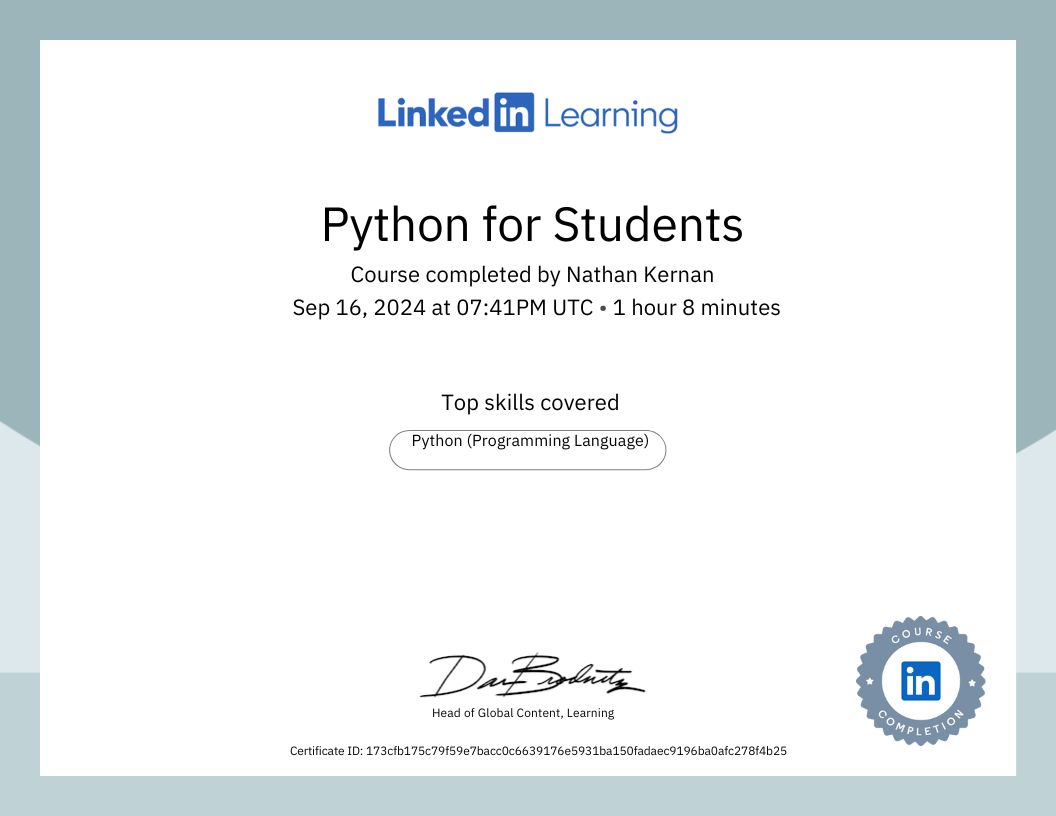 Linked in Learning
Python for Students
Course completed by Nathan Kernan
Sep 16, 2024 at 07:41PM UTC • 1 hour 8 minutes
Top skills covered
Python (Programming Language)
Dan Brodnitz
Head of Global Content, Learning
COURSE
in
COMPLETION
Certificate ID: 173cfb175c79f59e7bacc0c6639176e5931ba150fadaec9196ba0afc278f4b25